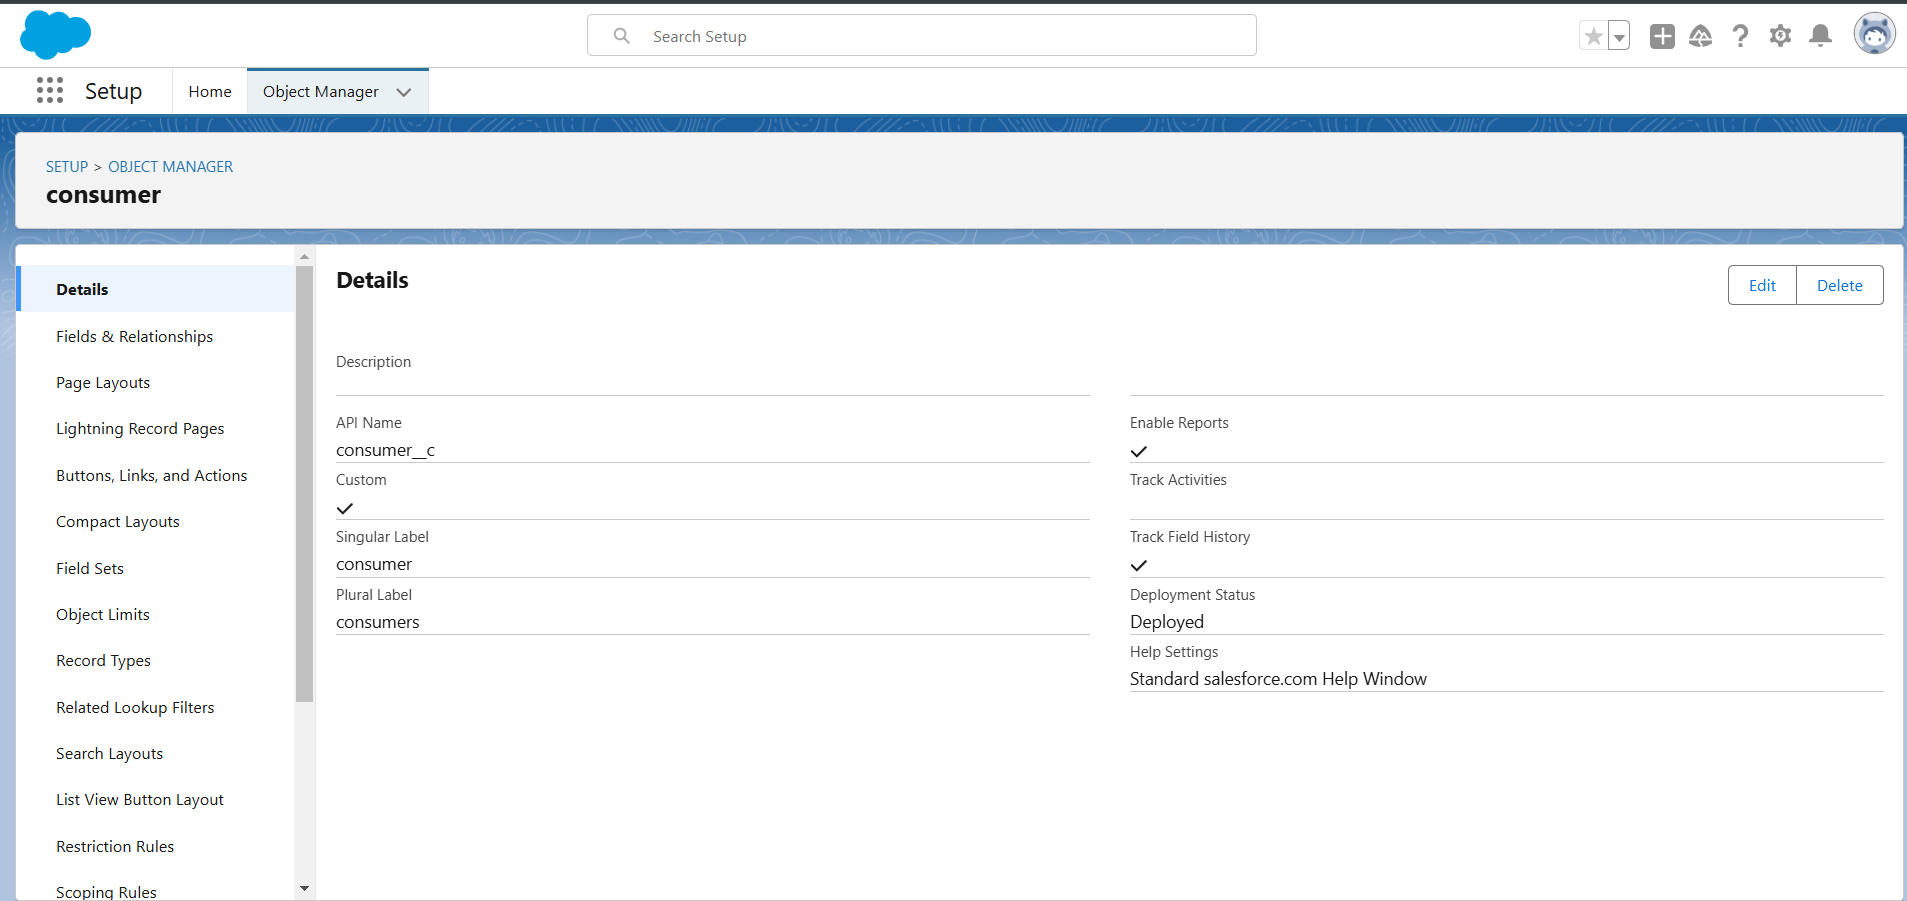 Search Setup
Setup
Home
Object Manager
SETUP > OBJECT MANAGER
consumer
Details
Fields & Relationships
Page Layouts
Lightning Record Pages
Buttons, Links, and Actions
Compact Layouts
Field Sets
Object Limits
Record Types
Related Lookup Filters
Search Layouts
List View Button Layout
Restriction Rules
Scoping Rules
Details
Edit
Delete
Description
API Name
consumer__c
Custom
Singular Label
consumer
Plural Label
consumers
Enable Reports
Track Activities
Track Field History
Deployment Status
Deployed
Help Settings
Standard salesforce.com Help Window